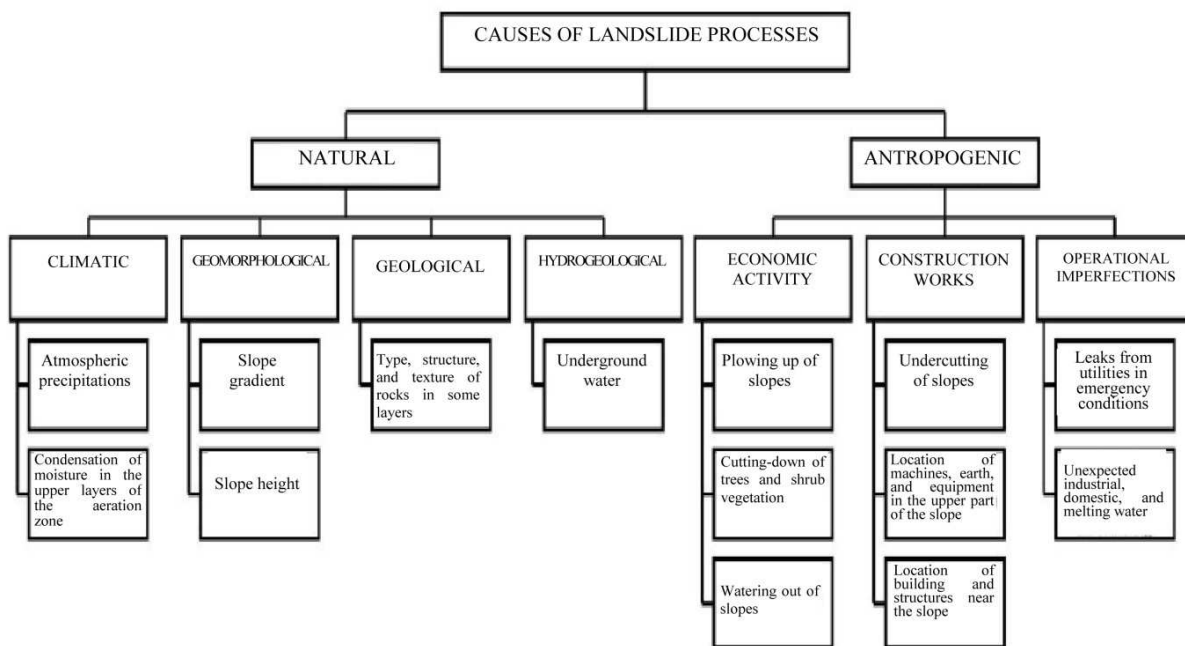 CAUSES OF LANDSLIDE PROCESSES
NATURAL
ANTROPOGENIC
CLIMATIC
GEOMORPHOLOGICAL
GEOLOGICAL
HYDROGEOLOGICAL
ECONOMIC
ACTIVITY
CONSTRUCTION
WORKS
OPERATIONAL
IMPERFECTIONS
Atmospheric
precipitations
Slope
gradient
Type, structure,
and texture of
rocks in some
layers
Underground
water
Plowing up of
slopes
Undercutting
of slopes
Leaks from
utilities in
emergency
conditions
Condensation of
moisture in the
upper layers of
the aeration
zone
Slope height
Cutting-down of
trees and shrub
vegetation
Location of
machines, earth,
and equipment
in the upper part
of the slope
Unexpected
industrial,
domestic, and
melting water
Watering out of
slopes
Location of
building and
structures near
the slope